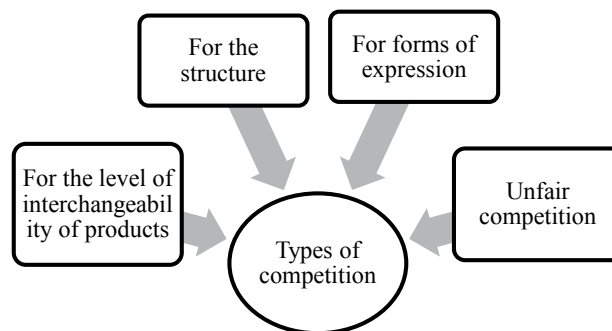 For the
structure
For forms of
expression
For the level of
interchangeabil
ity of products
Unfair
competition
Types of
competition